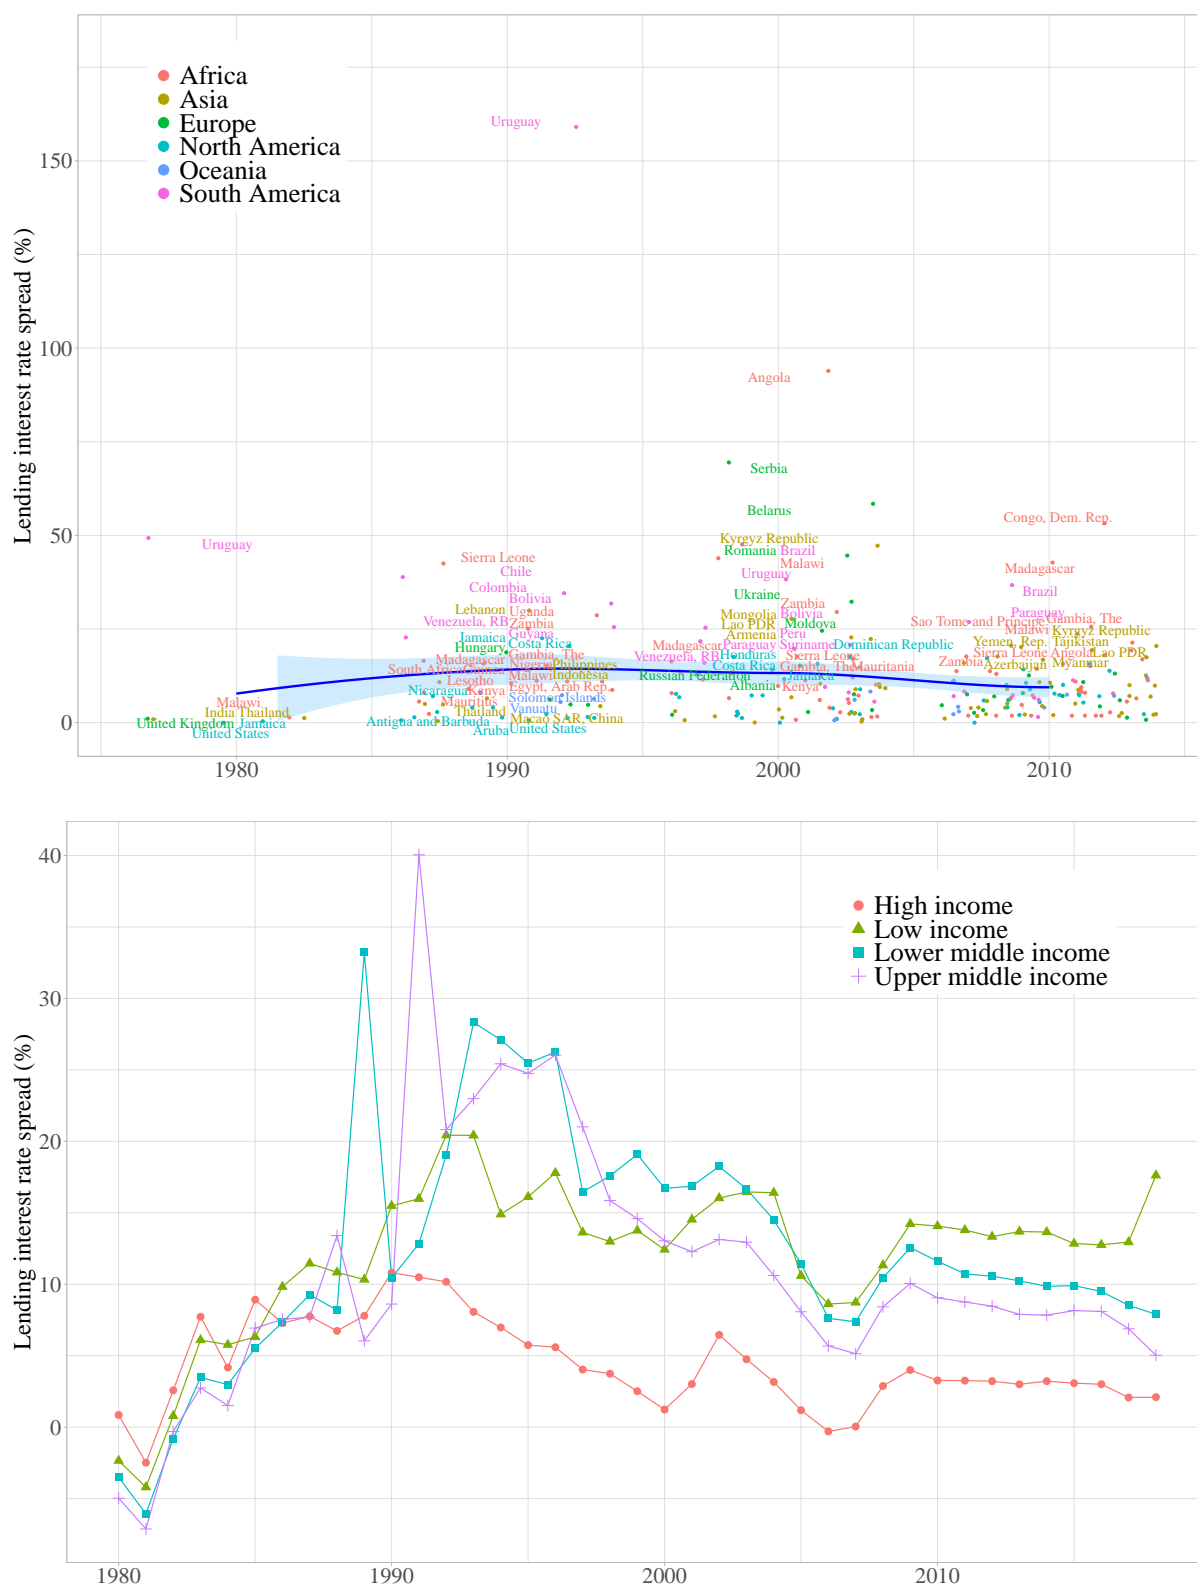 Lending interest rate spread (%)
Africa
Asia
Europe
North America
Oceania
South America
150
100
50
0
Uruguay
Angola
Serbia
Belarus
Congo, Dem. Rep.
Uruguay
Kyrgyz Republic
Romania Brazil
Sierra Leone
Malawi
Chile
Uruguay
Madagascar
Colombia
Ukraine
Brazil
Bolivia
Zambia
Lebanon Uganda
Mongolia Bolivia
Paraguay
Venezuela, RB Zambia
Lao PDR Moldova
Sao Tome and Principe Gambia, The
Guyana
Armenia Peru
Malawi Kyrgyz Republic
Jamaica Costa Rica
Madagascar Paraguay Suriname Dominican Republic
Yemen, Rep. Tajikistan
Hungary Gambia, The
Venezuela, RB Honduras Sierra Leone
Sierra Leone Angola Lao PDR
Madagascar Nigeria Philippines
Costa Rica Gambia, The Mauritania
Zambia Azerbaijan Myanmar
South Africa Malawi Indonesia
Russian Federation Jamaica
Lesotho Egypt, Arab Rep.
Albania Kenya
Nicaragua Kenya
Solomon Islands
Malawi
Mauritius
Vanuatu
India Thailand
Thailand Macao SAR, China
United Kingdom Jamaica
Antigua and Barbuda
United States
Aruba United States
1980
1990
2000
2010
Lending interest rate spread (%)
High income
Low income
Lower middle income
Upper middle income
40
30
20
10
0
1980
1990
2000
2010